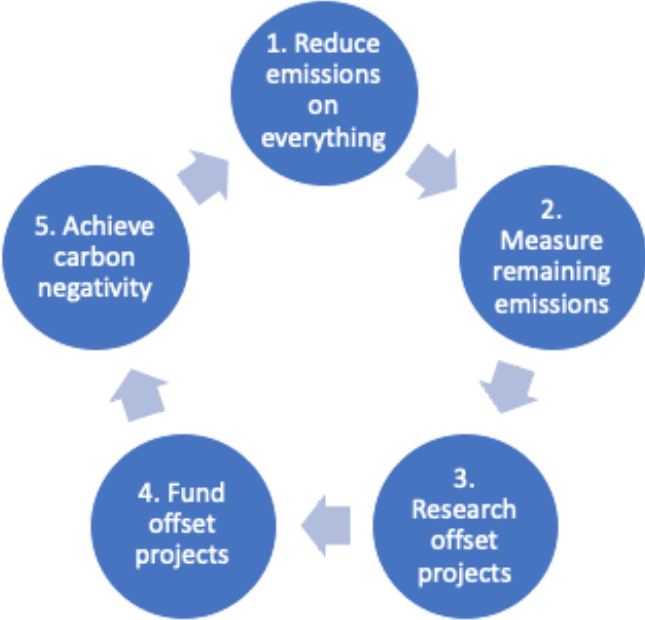 1. Reduce
emissions
on
everything
2.
Measure
remaining
emissions
3.
Research
offset
projects
4. Fund
offset
projects
5. Achieve
carbon
negativity